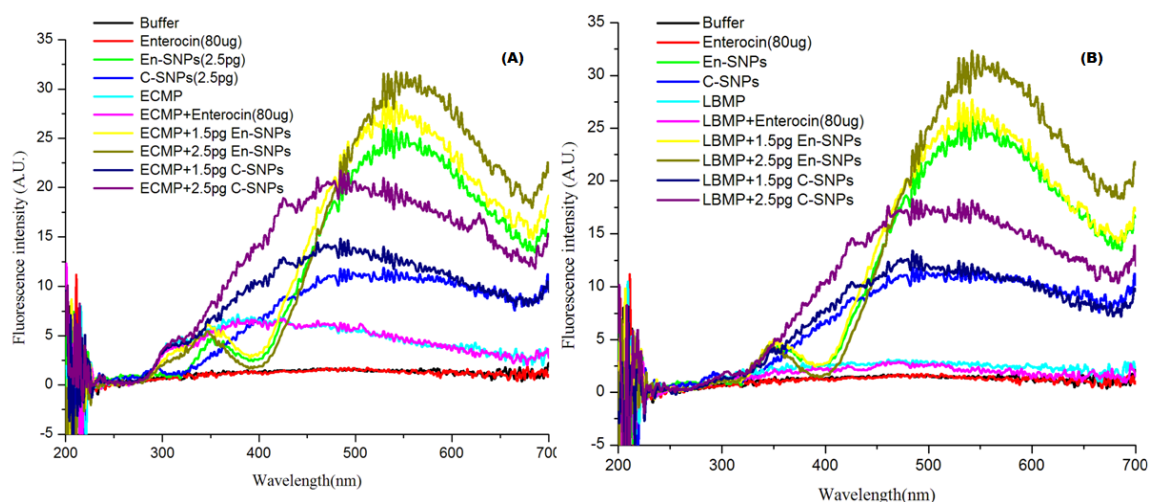 Buffer
Enterocin(80ug)
En-SNPs(2.5pg)
C-SNPs(2.5pg)
ECMP
ECMP+Enterocin(80ug)
ECMP+1.5pg En-SNPs
ECMP+2.5pg En-SNPs
ECMP+1.5pg C-SNPs
ECMP+2.5pg C-SNPs
(A)
35
30
25
20
15
10
5
0
-5
Fluorescence intensity (A.U.)
200 300 400 500 600 700
Wavelength(nm)
Buffer
Enterocin(80ug)
En-SNPs
C-SNPs
LBMP
LBMP+Enterocin(80ug)
LBMP+1.5pg En-SNPs
LBMP+2.5pg En-SNPs
LBMP+1.5pg C-SNPs
LBMP+2.5pg C-SNPs
(B)
35
30
25
20
15
10
5
0
-5
Fluorescence intensity (A.U.)
200 300 400 500 600 700
Wavelength(nm)